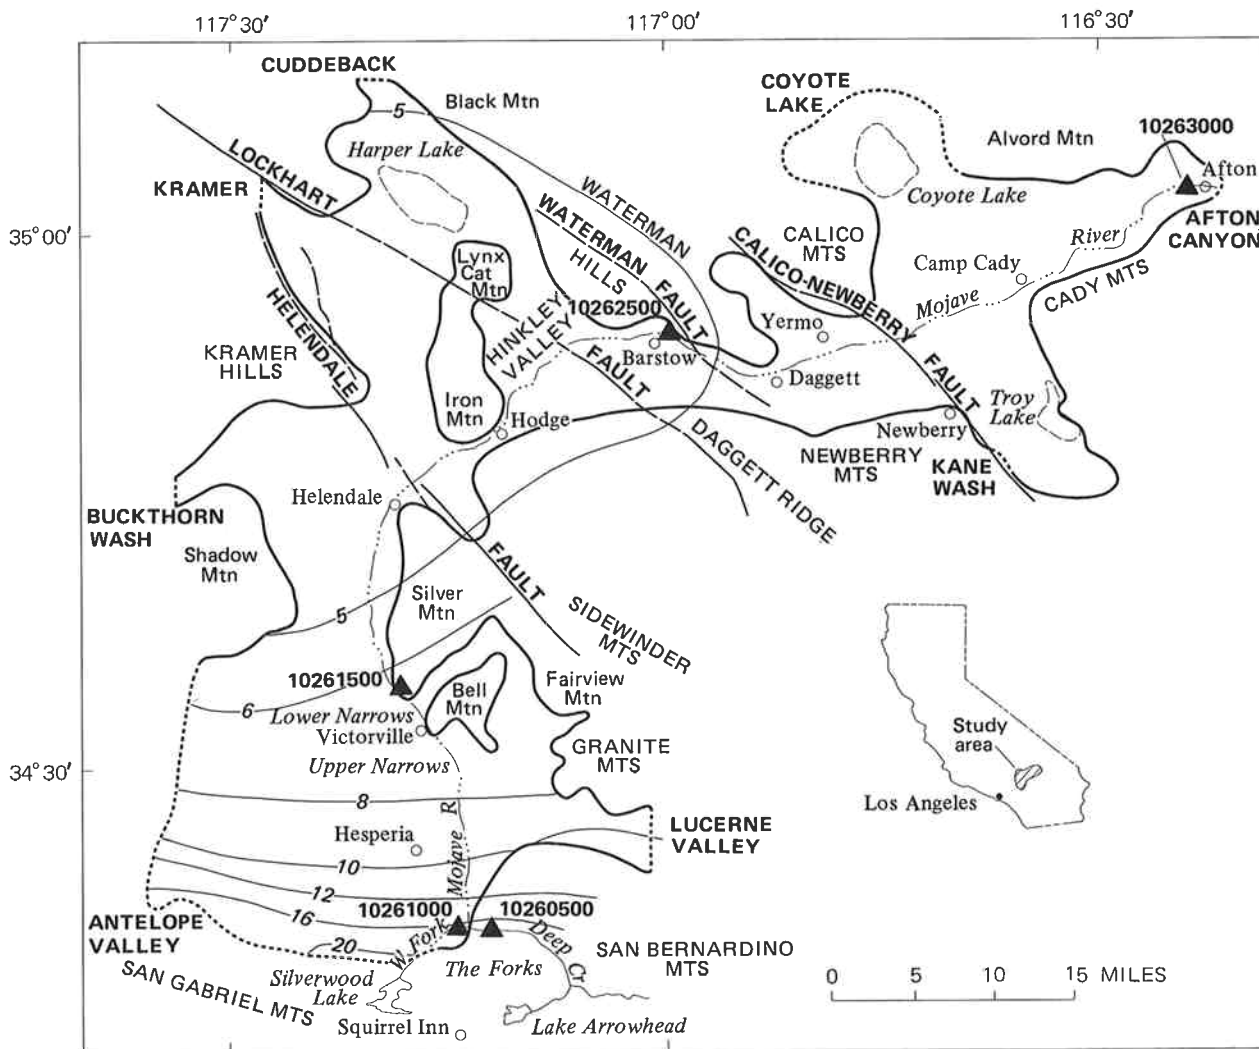 117°30′
117°00′
116°30′
CUDDEBACK
COYOTE
LAKE
Black Mtn
5
Alvord Mtn
10263000
LOCKHART
Harper Lake
Afton
KRAMER
WATERMAN
Coyote Lake
WATERMAN
HILLS
FAULT
AFTON
CANYON
35°00′
CALICO
MTS
River
Lynx
Cat
Mtn
CALICO-NEWBERRY
FAULT
Camp Cady
CADY MTS
HELENDALE
10262500
Mojave
HINKLEY
VALLEY
Yermo
KRAMER
HILLS
Barstow
FAULT
Daggett
Iron
Mtn
Troy
Lake
Hodge
Newberry
DAGGETT RIDGE
NEWBERRY
MTS
KANE
WASH
Helendale
BUCKTHORN
WASH
Shadow
Mtn
FAULT
Silver
Mtn
5
SIDEWINDER
MTS
10261500
Bell
Mtn
Fairview
Mtn
6
Lower Narrows
Victorville
Upper Narrows
GRANITE
MTS
Study
area
34°30′
Los Angeles
8
Mojave R
Hesperia
LUCERNE
VALLEY
10
12
16
10261000
10260500
ANTELOPE
VALLEY
20
W Fork
Deep Cr
SAN BERNARDINO
MTS
The Forks
SAN GABRIEL MTS
Silverwood
Lake
Squirrel Inn
Lake Arrowhead
0 5 10 15 MILES